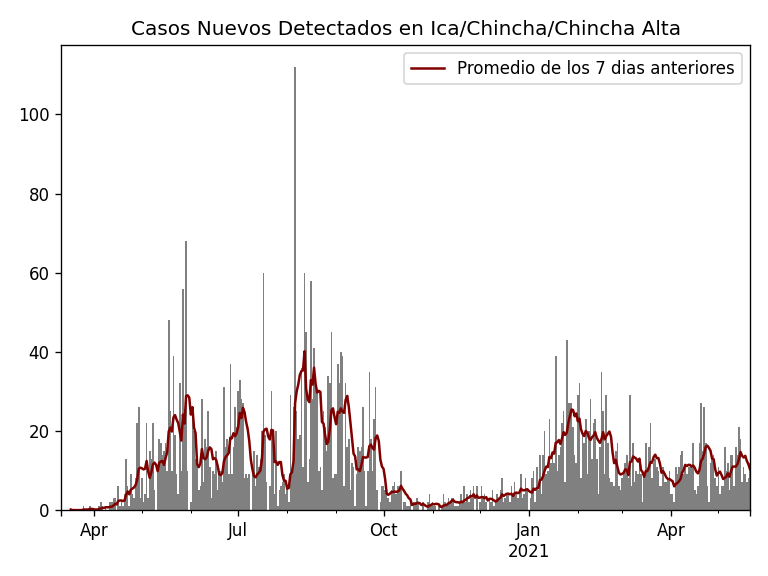 Casos Nuevos Detectados en Ica/Chincha/Chincha Alta
Promedio de los 7 dias anteriores
100
80
60
40
20
0
Apr Jul Oct Jan Apr
2021